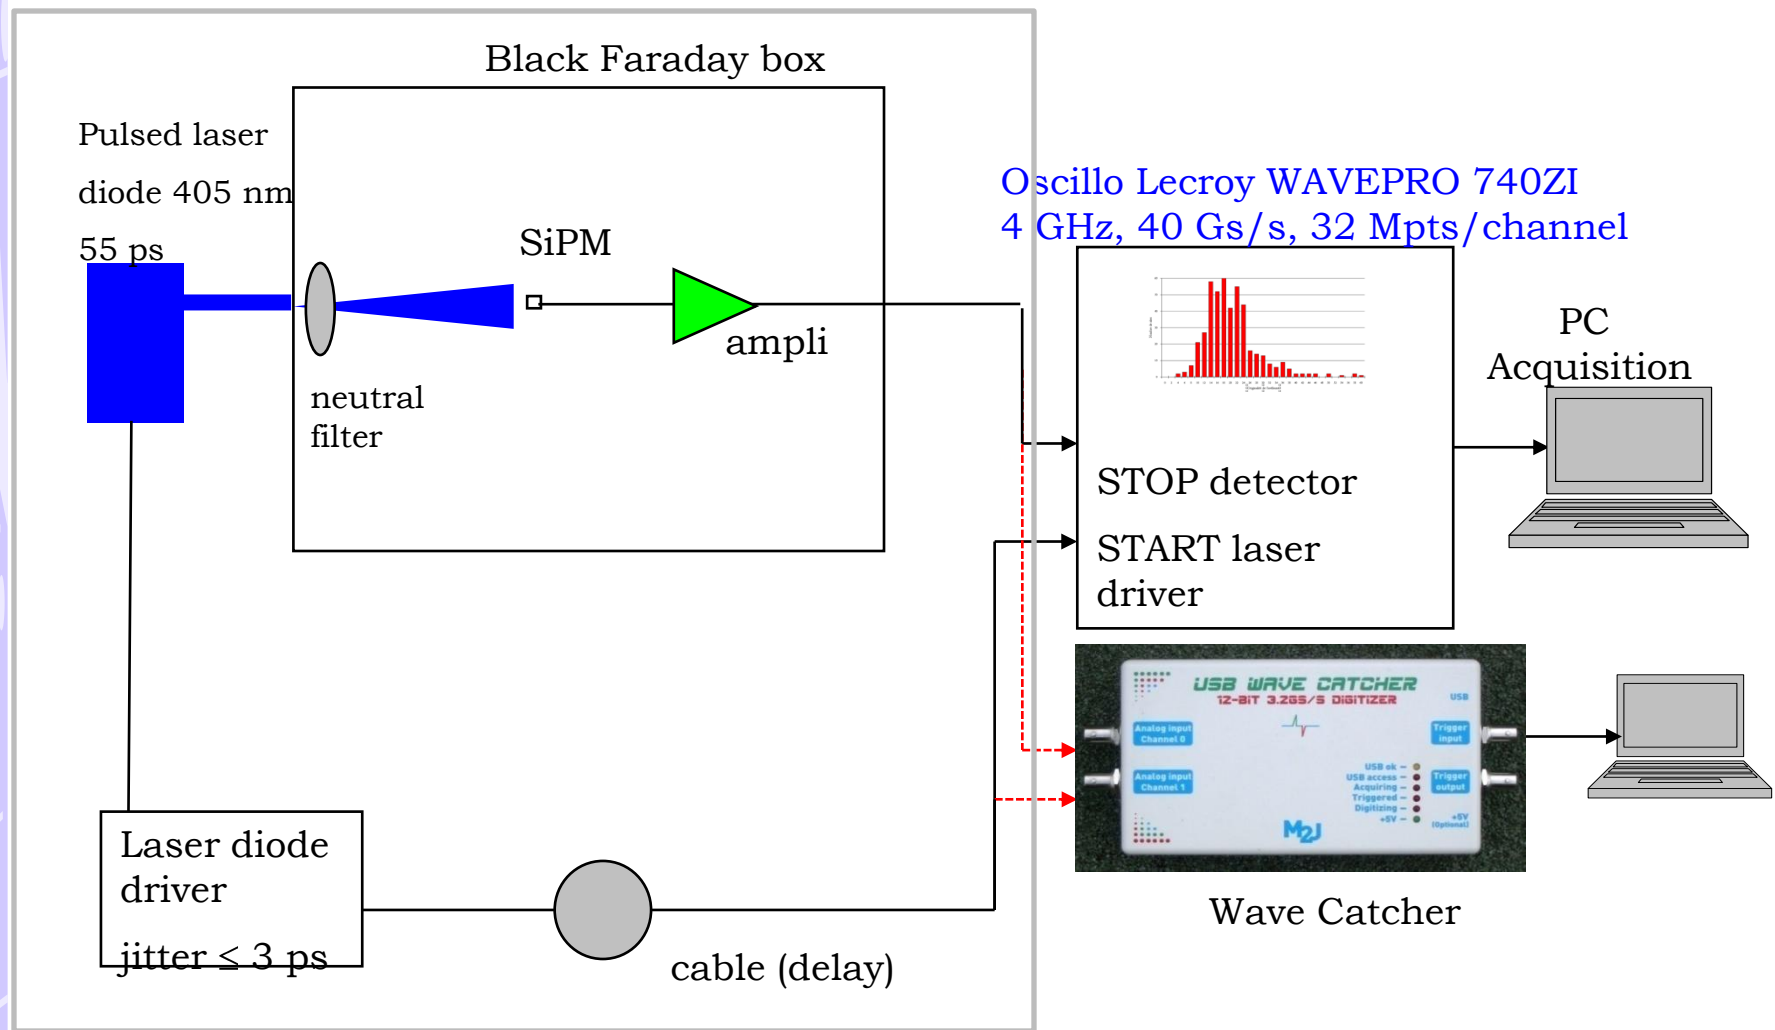 Black Faraday box
Pulsed laser
diode 405 nm
55 ps
SiPM
ampli
neutral
filter
Oscillo Lecroy WAVEPRO 740ZI
4 GHz, 40 Gs/s, 32 Mpts/channel
STOP detector
START laser
driver
PC
Acquisition
USB WAVE CATCHER
12-BIT 3.2GS/S DIGITIZER
USB
Analog input
Channel 0
Analog input
Channel 1
Trigger
input
Trigger
output
USB ok
USB access
Acquiring
Triggered
Digitizing
+5V
+5V
(Optional)
M2J
Wave Catcher
Laser diode
driver
jitter ≤ 3 ps
cable (delay)